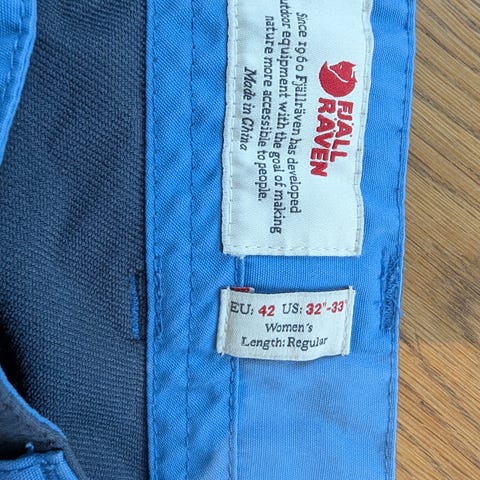 FJÄLL
RÄVEN
Since 1960 Fjällräven has developed
outdoor equipment with the goal of making
nature more accessible to people.
Made in China
EU: 42 US: 32"-33"
Women's
Length: Regular